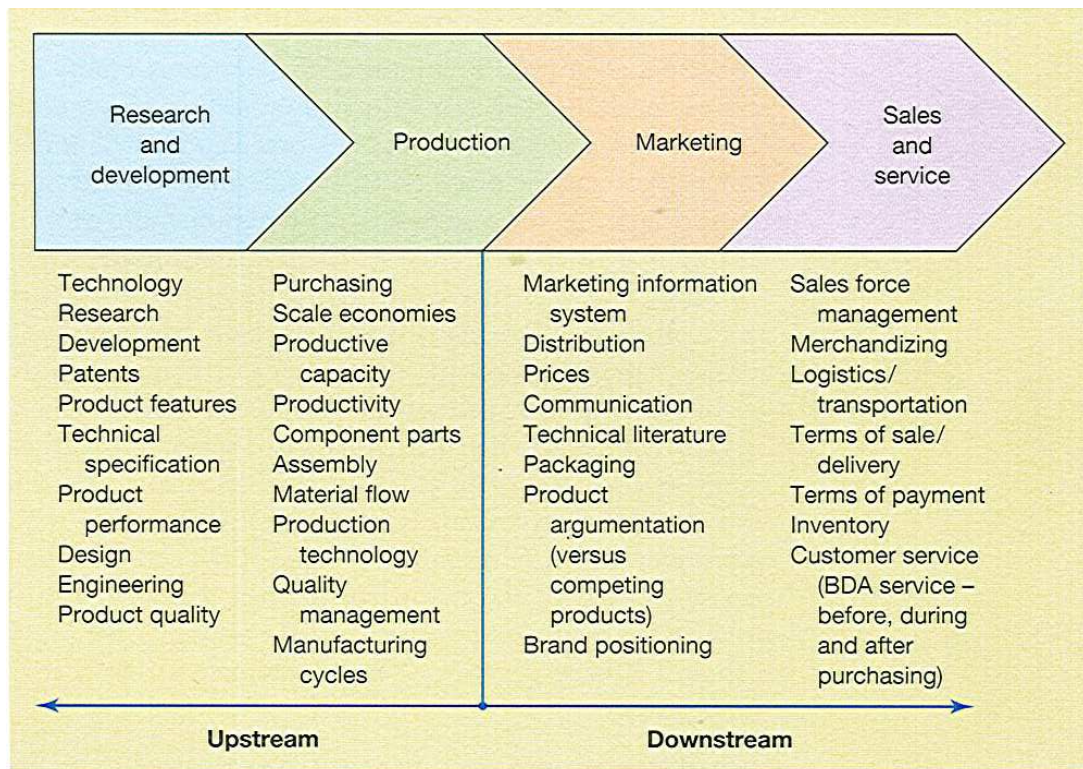 Research
and
development
Production
Marketing
Sales
and
service
Technology
Research
Development
Patents
Product features
Technical
specification
Product
performance
Design
Engineering
Product quality
Purchasing
Scale economies
Productive
capacity
Productivity
Component parts
Assembly
Material flow
Production
technology
Quality
management
Manufacturing
cycles
Marketing information
system
Distribution
Prices
Communication
Technical literature
Packaging
Product
argumentation
(versus
competing
products)
Brand positioning
Sales force
management
Merchandizing
Logistics/
transportation
Terms of sale/
delivery
Terms of payment
Inventory
Customer service
(BDA service –
before, during
and after
purchasing)
Upstream
Downstream